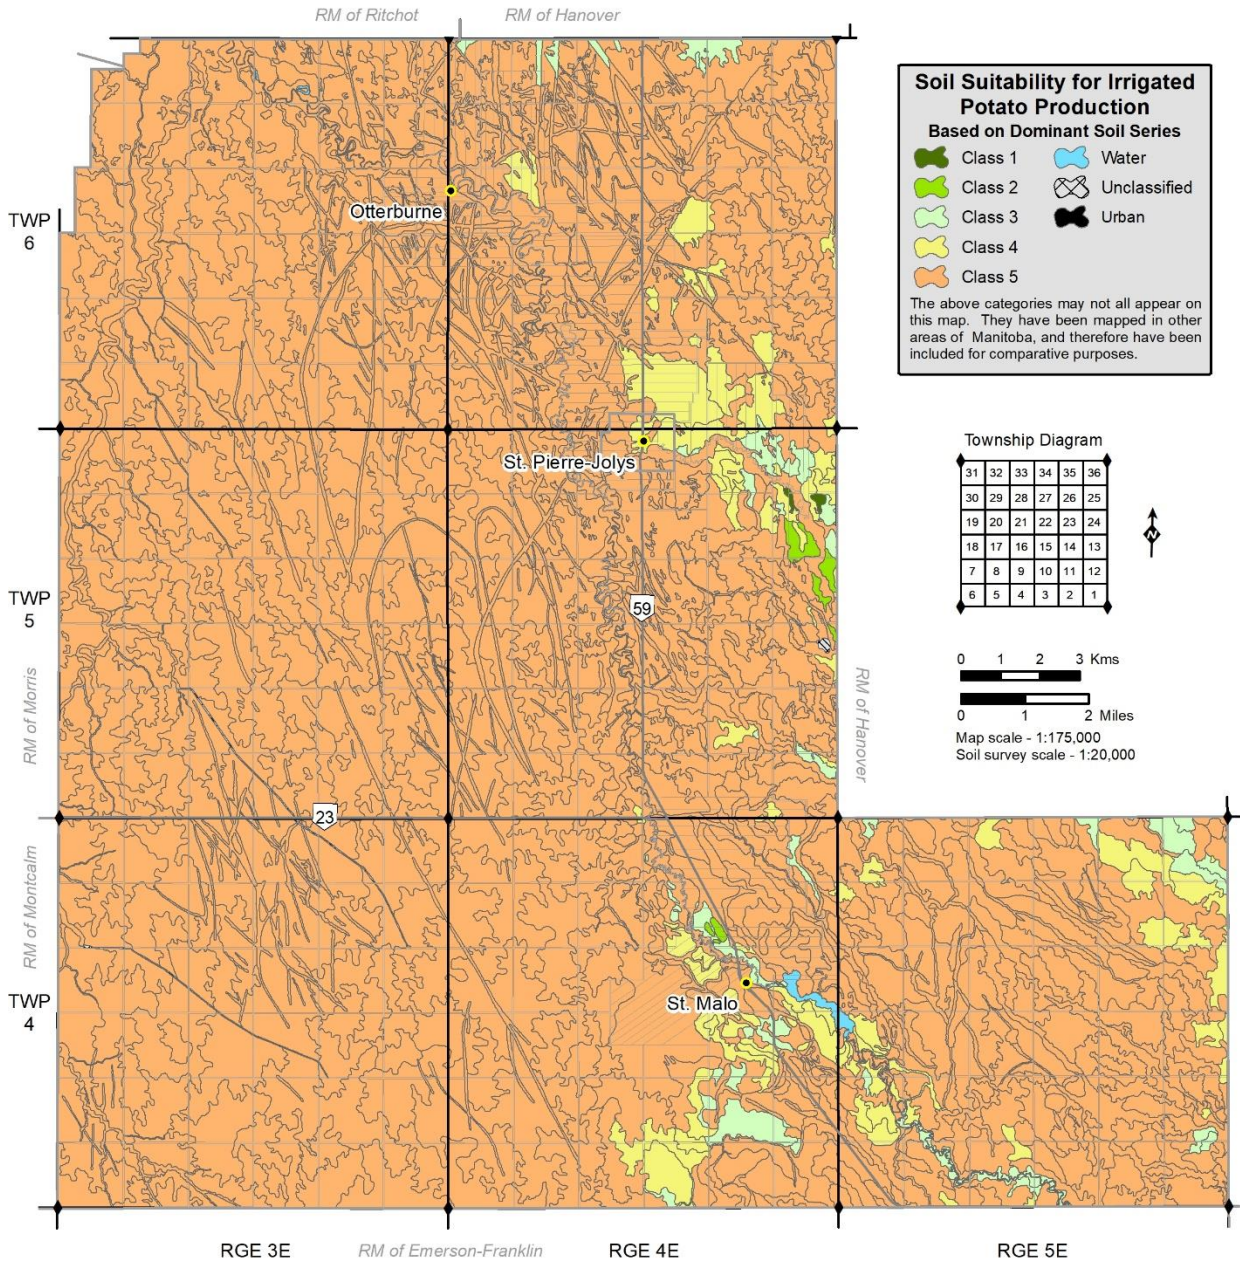 RM of Ritchot
RM of Hanover
Soil Suitability for Irrigated
Potato Production
Based on Dominant Soil Series
Class 1
Water
Class 2
Unclassified
Class 3
Urban
Class 4
Class 5
The above categories may not all appear on
this map. They have been mapped in other
areas of Manitoba, and therefore have been
included for comparative purposes.
TWP
6
Otterburne
St. Pierre-Jolys
Township Diagram
31 32 33 34 35 36
30 29 28 27 26 25
19 20 21 22 23 24
18 17 16 15 14 13
7 8 9 10 11 12
6 5 4 3 2 1
N
TWP
5
59
0 1 2 3 Kms
0 1 2 Miles
Map scale - 1:175,000
Soil survey scale - 1:20,000
RM of Morris
RM of Hanover
23
RM of Montcalm
TWP
4
St. Malo
RGE 3E
RM of Emerson-Franklin
RGE 4E
RGE 5E